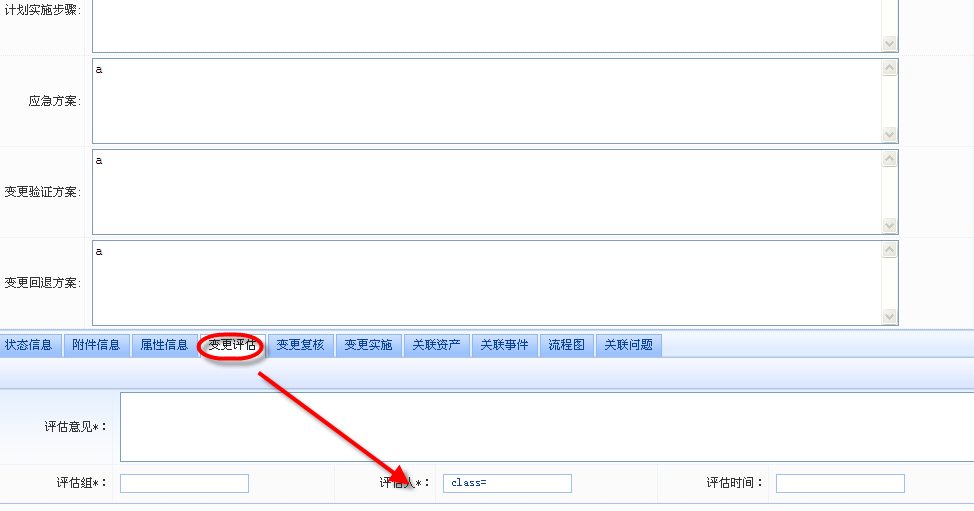 计划实施步骤:
a
应急方案:
a
变更验证方案:
a
变更回退方案:
状态信息 附件信息 属性信息 变更评估 变更复核 变更实施 关联资产 关联事件 流程图 关联问题
评估意见*：
评估组*： 评估人*： class= 评估时间：